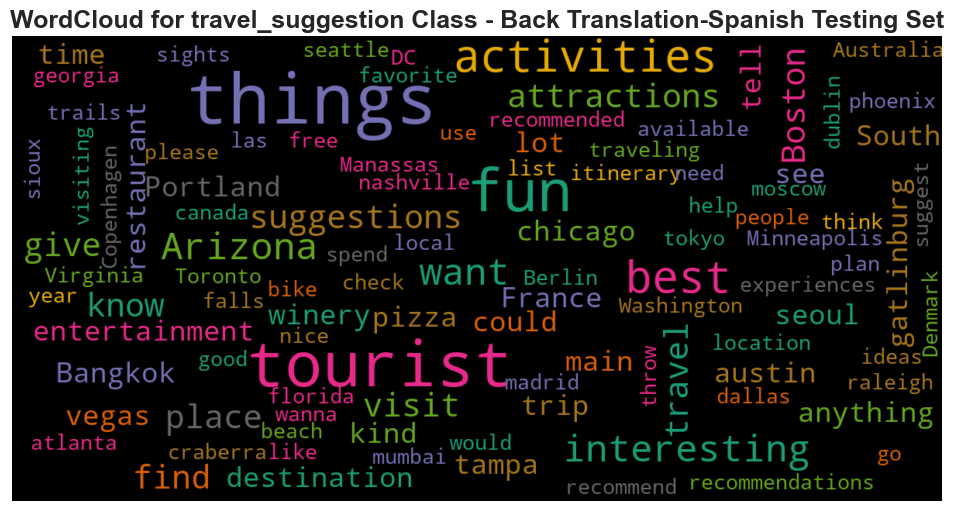 WordCloud for travel_suggestion Class - Back Translation-Spanish Testing Set
time
sights
seattle
DC
activities
tell
Boston
Australia
georgia
things
favorite
attractions
dublin
phoenix
trails
restaurant
las
free
use
recommended
lot
available
South
sioux
visiting
Copenhagen
please
Manassas
nashville
list
itinerary
traveling
need
see
suggest
Portland
fun
moscow
canada
suggestions
help
people
think
give
Arizona
spend
local
chicago
tokyo
Minneapolis
gatlinburg
Virginia
Toronto
check
want
Berlin
best
plan
experiences
year
know
falls
bike
France
Washington
Denmark
entertainment
winery
pizza
could
seoul
nice
good
tourist
main
travel
location
ideas
Bangkok
madrid
throw
austin
raleigh
florida
dallas
vegas
place
wanna
visit
trip
anything
beach
kind
atlanta
craberra
like
mumbai
would
tampa
interesting
go
find
destination
recommend
recommendations